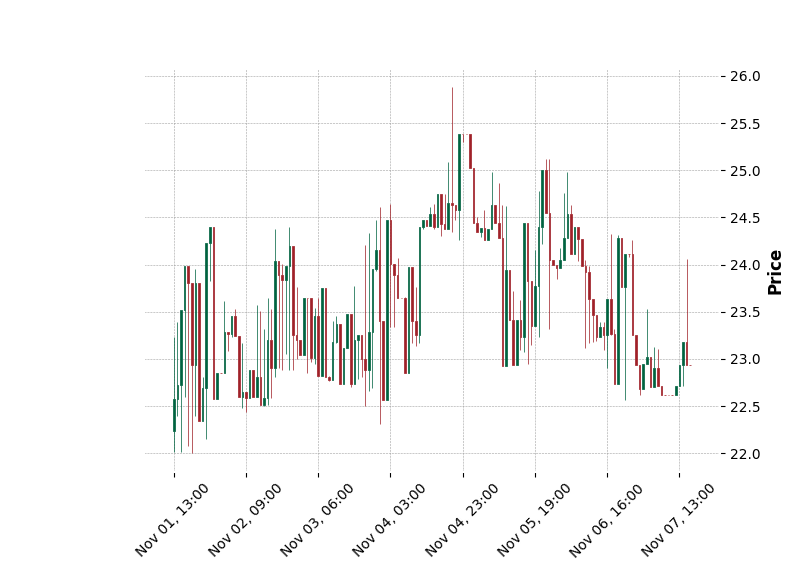 26.0
25.5
25.0
24.5
24.0
23.5
23.0
22.5
22.0
Price
Nov 01, 13:00
Nov 02, 09:00
Nov 03, 06:00
Nov 04, 03:00
Nov 04, 23:00
Nov 05, 19:00
Nov 06, 16:00
Nov 07, 13:00